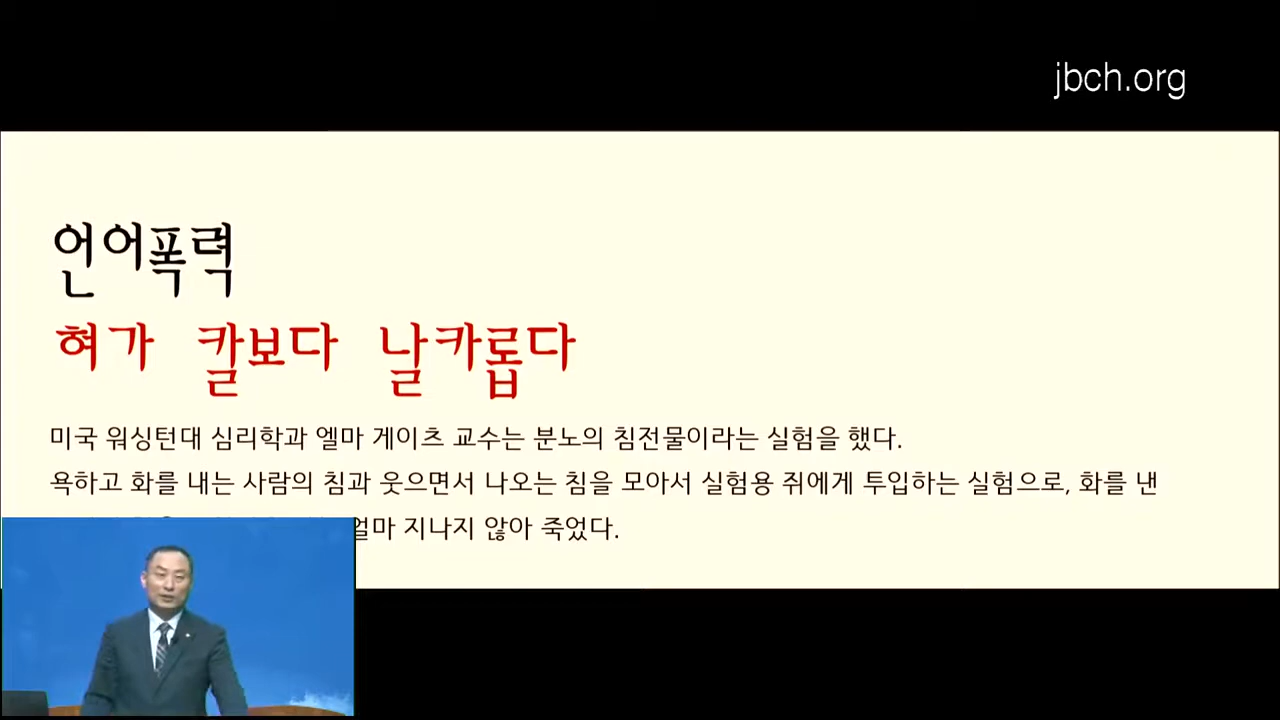 jbch.org
언어폭력
혀가 칼보다 날카롭다
미국 워싱턴대 심리학과 엘마 게이츠 교수는 분노의 침전물이라는 실험을 했다.
욕하고 화를 내는 사람의 침과 웃으면서 나오는 침을 모아서 실험용 쥐에게 투입하는 실험으로, 화를 낸
얼마 지나지 않아 죽었다.